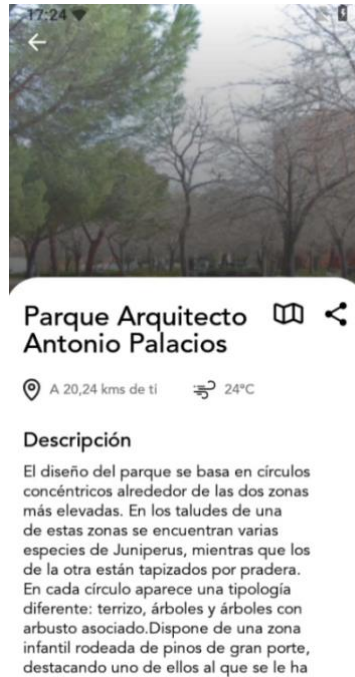 17:24
Parque Arquitecto
Antonio Palacios
A 20,24 kms de ti
24°C
Descripción
El diseño del parque se basa en círculos
concéntricos alrededor de las dos zonas
más elevadas. En los taludes de una
de estas zonas se encuentran varias
especies de Juniperus, mientras que los
de la otra están tapizados por pradera.
En cada círculo aparece una tipología
diferente: terrizo, árboles y árboles con
arbusto asociado.Dispone de una zona
infantil rodeada de pinos de gran porte,
destacando uno de ellos al que se le ha